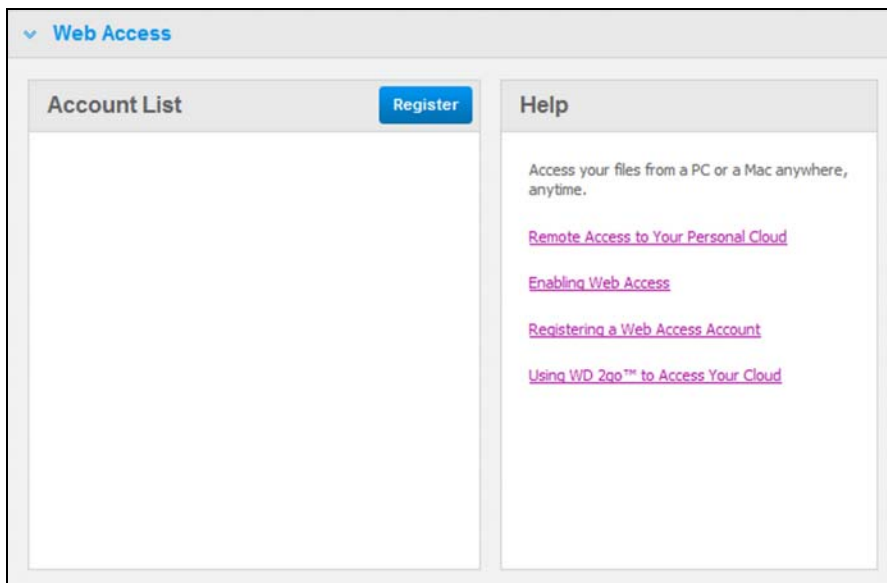 Web Access
Account List
Register
Help
Access your files from a PC or a Mac anywhere,
anytime.
Remote Access to Your Personal Cloud
Enabling Web Access
Registering a Web Access Account
Using WD 2go™ to Access Your Cloud